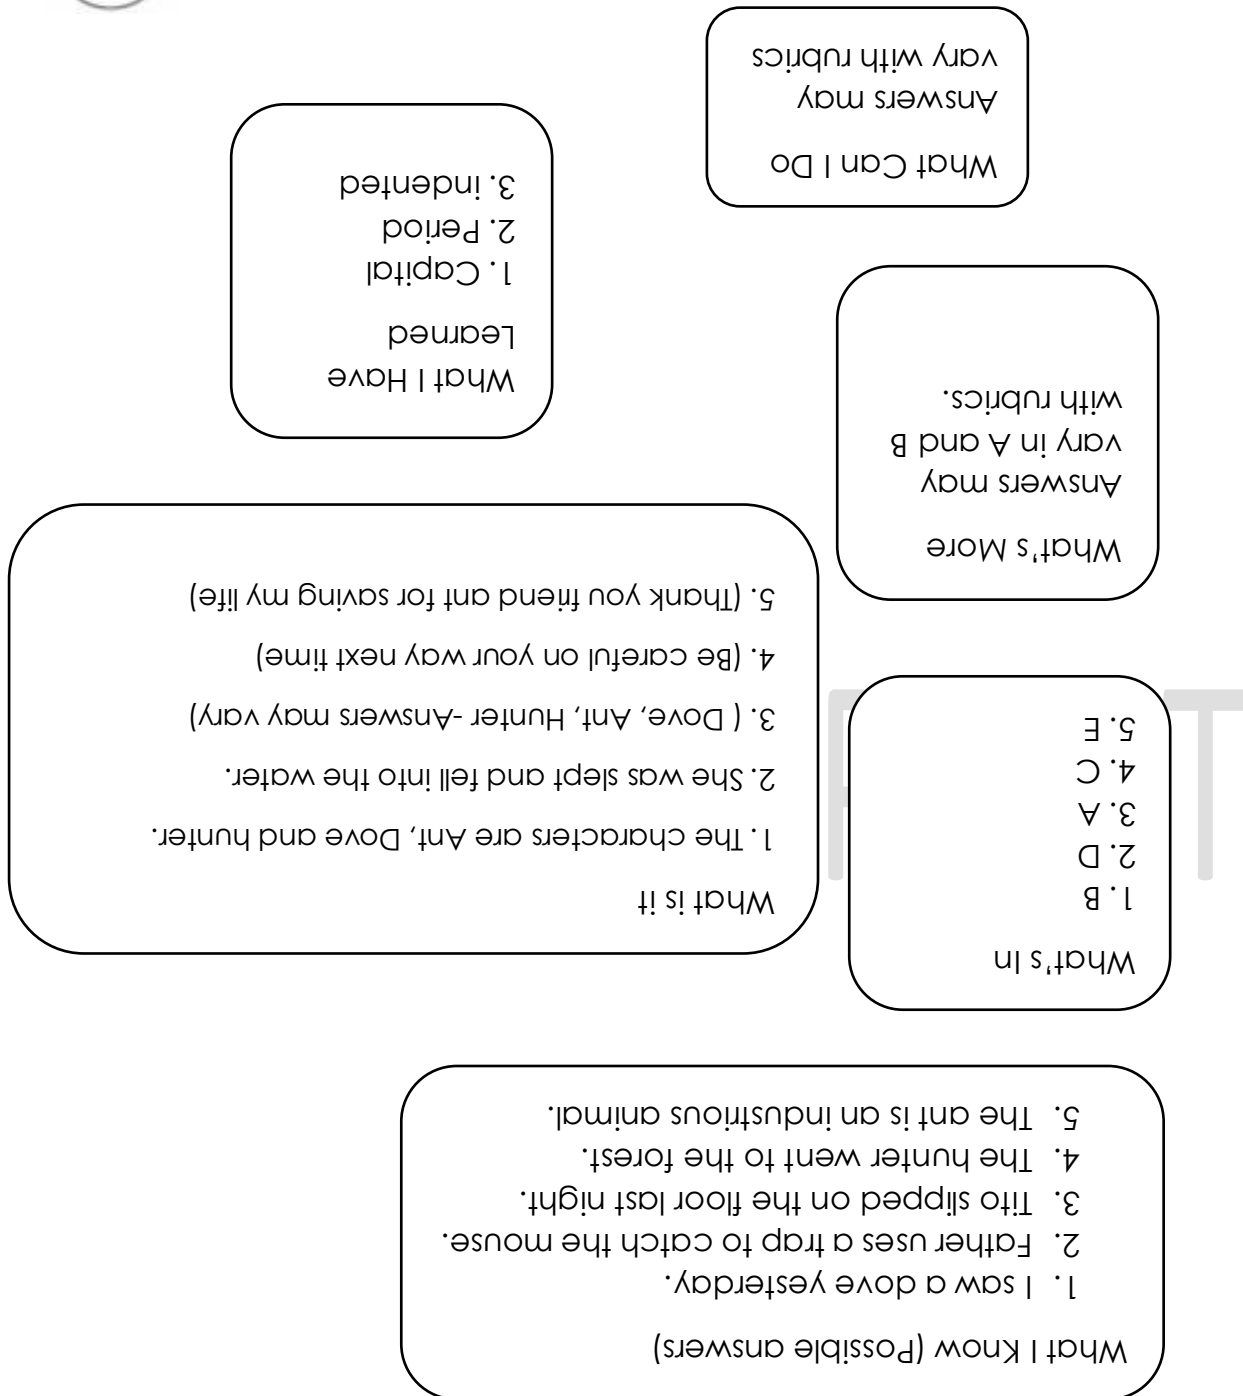 What I Know (Possible answers)
1. I saw a dove yesterday.
2. Father uses a trap to catch the mouse.
3. Tito slipped on the floor last night.
4. The hunter went to the forest.
5. The ant is an industrious animal.
What's In
1. B
2. D
3. A
4. C
5. E
What is it
1. The characters are Ant, Dove and hunter.
2. She was slept and fell into the water.
3. ( Dove, Ant, Hunter -Answers may vary)
4. (Be careful on your way next time)
5. (Thank you friend ant for saving my life)
What's More
Answers may
vary in A and B
with rubrics.
What I Have
Learned
1. Capital
2. Period
3. indented
What Can I Do
Answers may
vary with rubrics